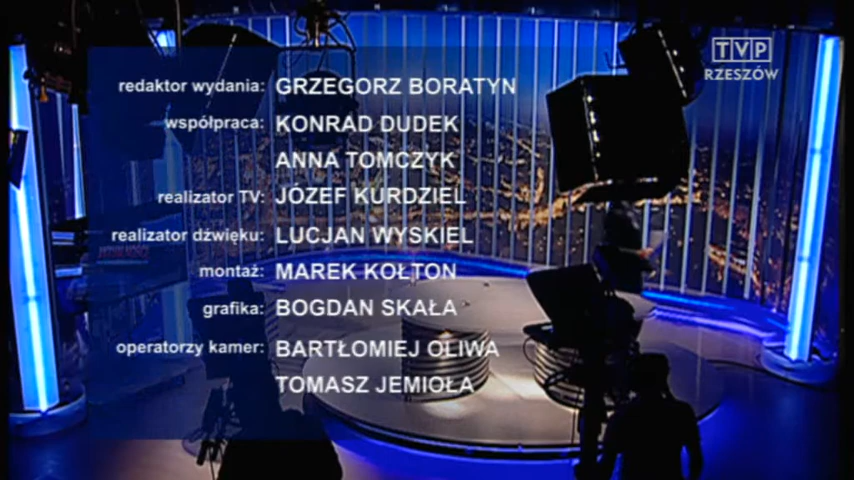 TVP
RZESZÓW
redaktor wydania: GRZEGORZ BORATYN
współpraca: KONRAD DUDEK
ANNA TOMCZYK
realizator TV: JÓZEF KURDZIEL
realizator dźwięku: LUCJAN WYSKIEL
montaż: MAREK KOŁTON
grafika: BOGDAN SKAŁA
operatorzy kamer: BARTŁOMIEJ OLIWA
TOMASZ JEMIOŁA